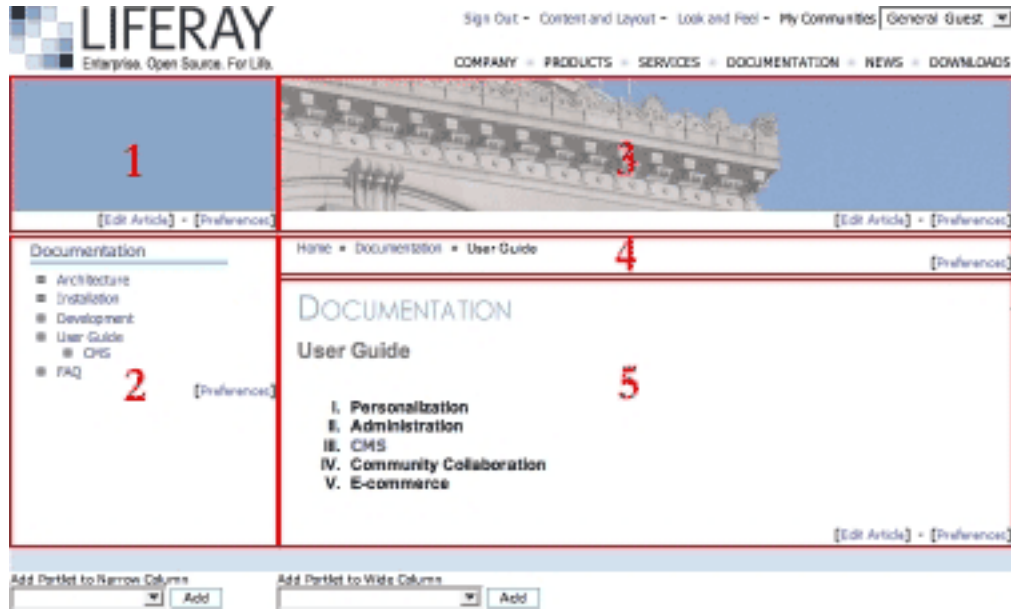 LIFERAY
Enterprise. Open Source. For Life.
Sign Out - Content and Layout - Look and Feel - My Communities General Guest
COMPANY PRODUCTS SERVICES DOCUMENTATION NEWS DOWNLOADS
1
3
[Edit Article] - [Preferences]
[Edit Article] - [Preferences]
Documentation
Architecture
Installation
Development
User Guide
CMS
FAQ
2
[Preferences]
Home Documentation User Guide
4
[Preferences]
DOCUMENTATION
User Guide
5
I. Personalization
II. Administration
III. CMS
IV. Community Collaboration
V. E-commerce
[Edit Article] - [Preferences]
Add Portlet to Narrow Column
Add
Add Portlet to Wide Column
Add